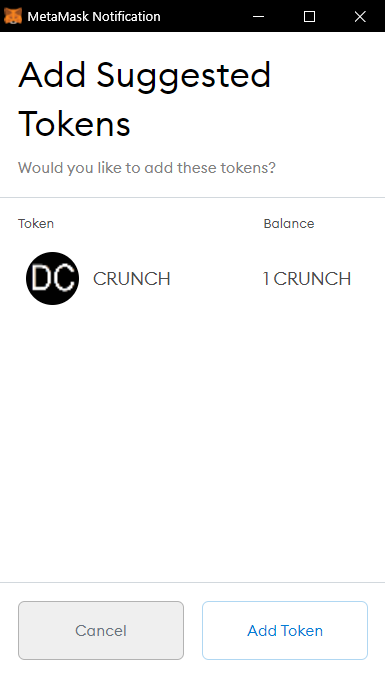 MetaMask Notification
Add Suggested
Tokens
Would you like to add these tokens?
Token Balance
DC CRUNCH 1 CRUNCH
Cancel Add Token